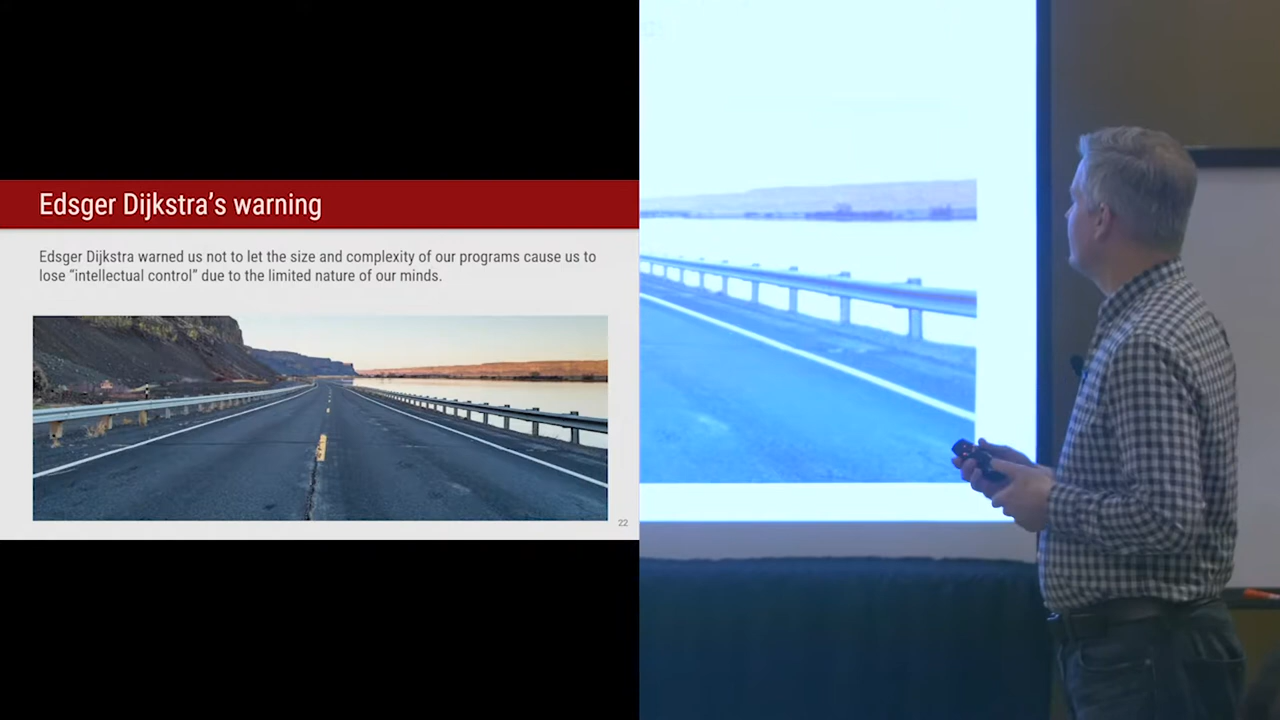 Edsger Dijkstra’s warning
Edsger Dijkstra warned us not to let the size and complexity of our programs cause us to
lose “intellectual control” due to the limited nature of our minds.
22